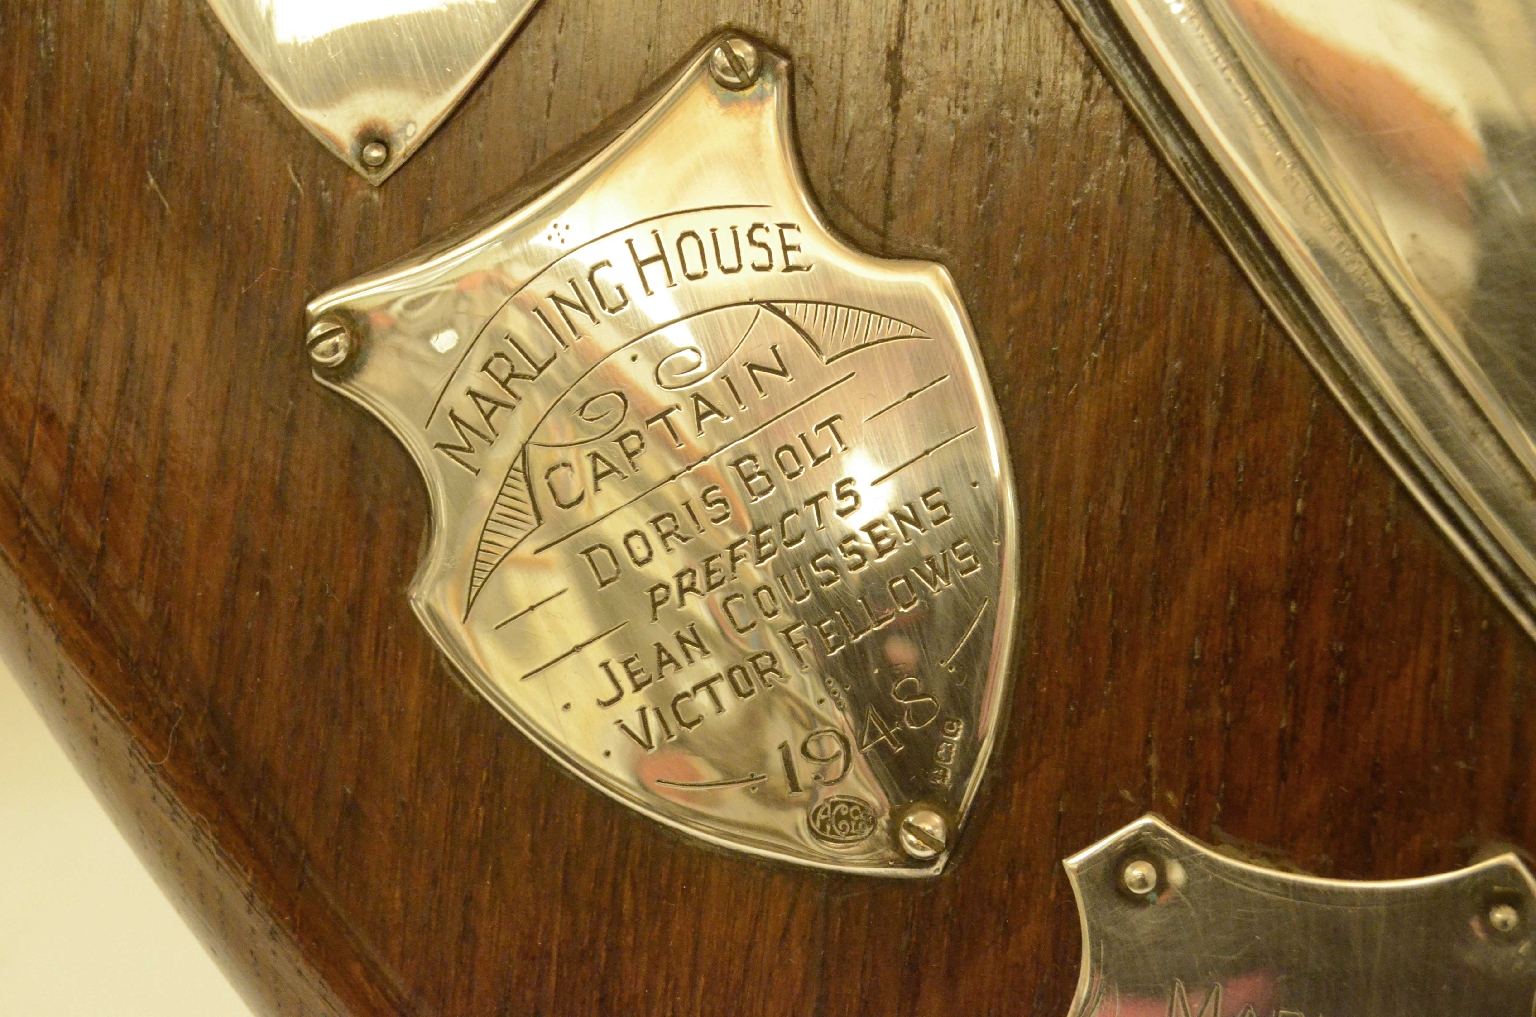 MARLING HOUSE
CAPTAIN
DORIS BOLT
PREFECTS
JEAN COUSSENS
VICTOR FELLOWS
1948